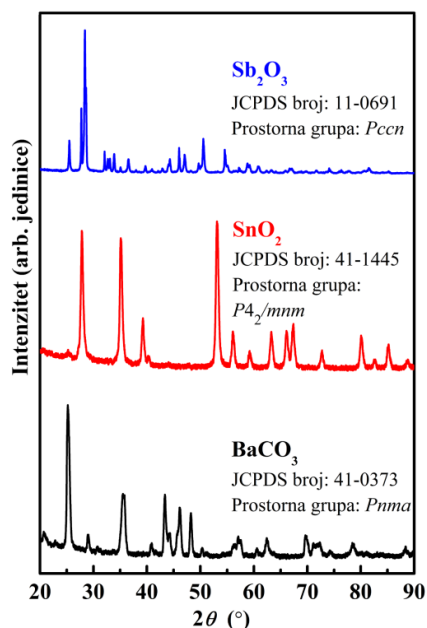 Sb₂O₃
JCPDS broj: 11-0691
Prostorna grupa: Pccn
SnO₂
JCPDS broj: 41-1445
Prostorna grupa:
P4₂/mnm
BaCO₃
JCPDS broj: 41-0373
Prostorna grupa: Pnma
Intenzitet (arb. jedinice)
20 30 40 50 60 70 80 90
2θ (°)